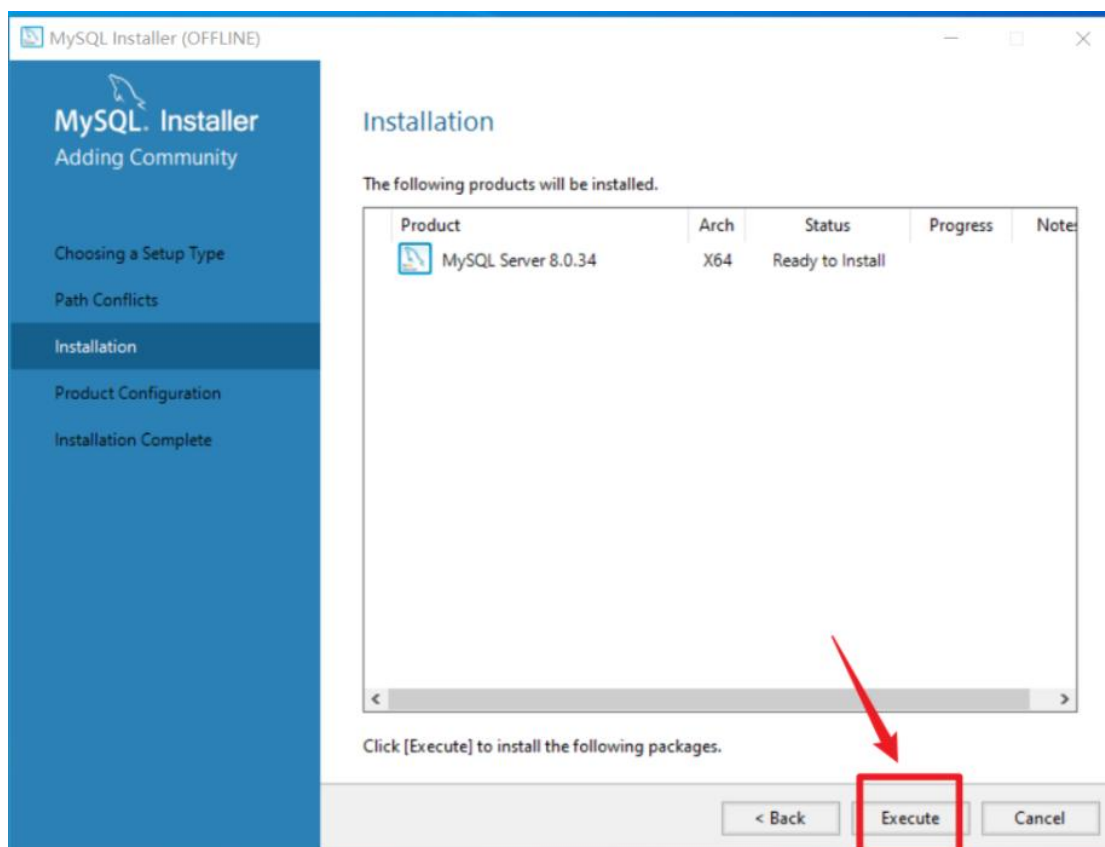 MySQL Installer (OFFLINE)
MySQL. Installer
Adding Community
Choosing a Setup Type
Path Conflicts
Installation
Product Configuration
Installation Complete
Installation
The following products will be installed.
Product Arch Status Progress Notes
MySQL Server 8.0.34 X64 Ready to Install
Click [Execute] to install the following packages.
< Back Execute Cancel